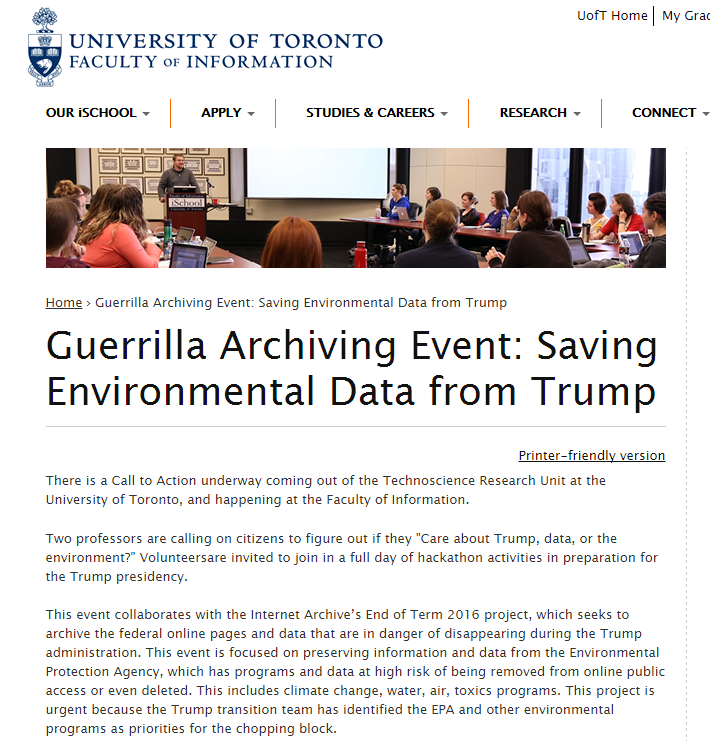 UofT Home
My Grad
UNIVERSITY OF TORONTO
FACULTY OF INFORMATION
OUR iSCHOOL
APPLY
STUDIES & CAREERS
RESEARCH
CONNECT
iSchool
Home › Guerrilla Archiving Event: Saving Environmental Data from Trump
Guerrilla Archiving Event: Saving
Environmental Data from Trump
Printer-friendly version
There is a Call to Action underway coming out of the Technoscience Research Unit at the
University of Toronto, and happening at the Faculty of Information.
Two professors are calling on citizens to figure out if they "Care about Trump, data, or the
environment?" Volunteersare invited to join in a full day of hackathon activities in preparation for
the Trump presidency.
This event collaborates with the Internet Archive’s End of Term 2016 project, which seeks to
archive the federal online pages and data that are in danger of disappearing during the Trump
administration. This event is focused on preserving information and data from the Environmental
Protection Agency, which has programs and data at high risk of being removed from online public
access or even deleted. This includes climate change, water, air, toxics programs. This project is
urgent because the Trump transition team has identified the EPA and other environmental
programs as priorities for the chopping block.